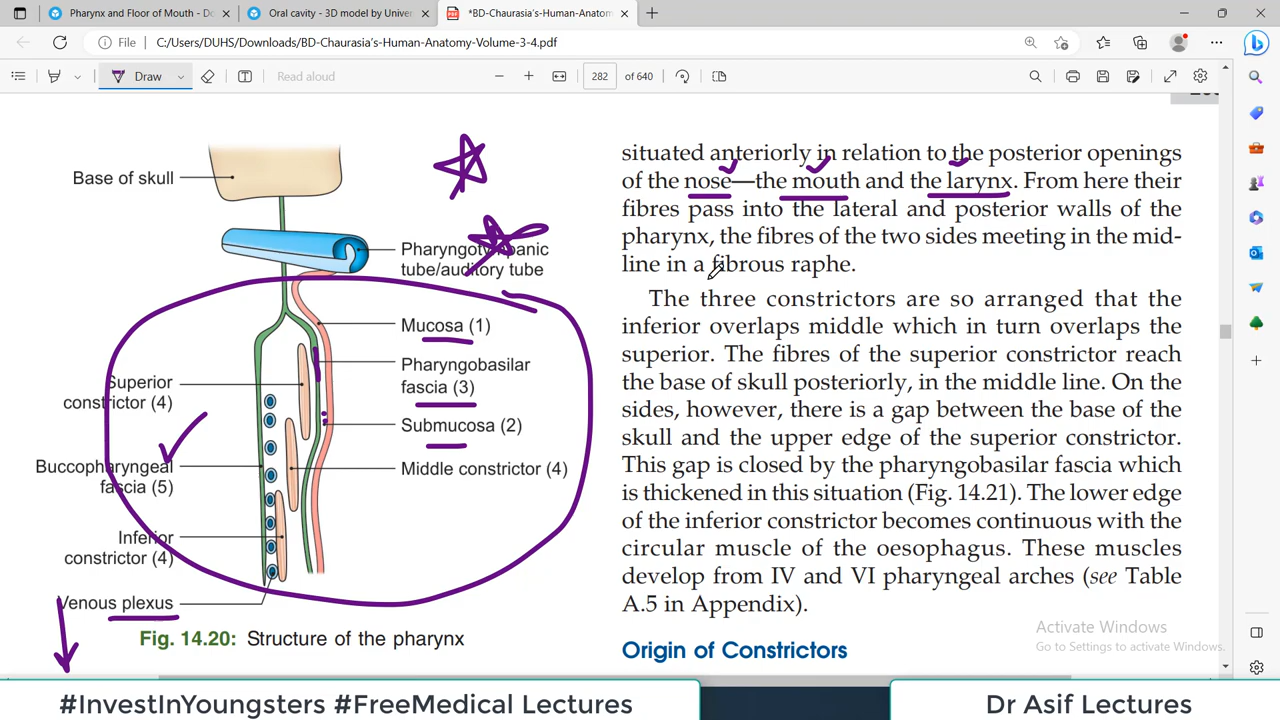 Pharynx and Floor of Mouth - D
Oral cavity - 3D model by Univer
*BD-Chaurasia's-Human-Anatom
File
C:/Users/DUHS/Downloads/BD-Chaurasia's-Human-Anatomy-Volume-3-4.pdf
Draw
Read aloud
282
of 640
Base of skull
tube/auditory tube
Mucosa (1)
Pharyngobasilar
fascia (3)
Superior
constrictor (4)
Submucosa (2)
Buccopharyngeal
fascia (5)
Middle constrictor (4)
Inferior
constrictor (4)
Venous plexus
Fig. 14.20: Structure of the pharynx
situated anteriorly in relation to the posterior openings
of the nose—the mouth and the larynx. From here their
fibres pass into the lateral and posterior walls of the
pharynx, the fibres of the two sides meeting in the mid-
line in a fibrous raphe.
The three constrictors are so arranged that the
inferior overlaps middle which in turn overlaps the
superior. The fibres of the superior constrictor reach
the base of skull posteriorly, in the middle line. On the
sides, however, there is a gap between the base of the
skull and the upper edge of the superior constrictor.
This gap is closed by the pharyngobasilar fascia which
is thickened in this situation (Fig. 14.21). The lower edge
of the inferior constrictor becomes continuous with the
circular muscle of the oesophagus. These muscles
develop from IV and VI pharyngeal arches (see Table
A.5 in Appendix).
Origin of Constrictors
Activate Windows
Go to Settings to activate Windows.
#InvestInYoungsters #FreeMedical Lectures
Dr Asif Lectures